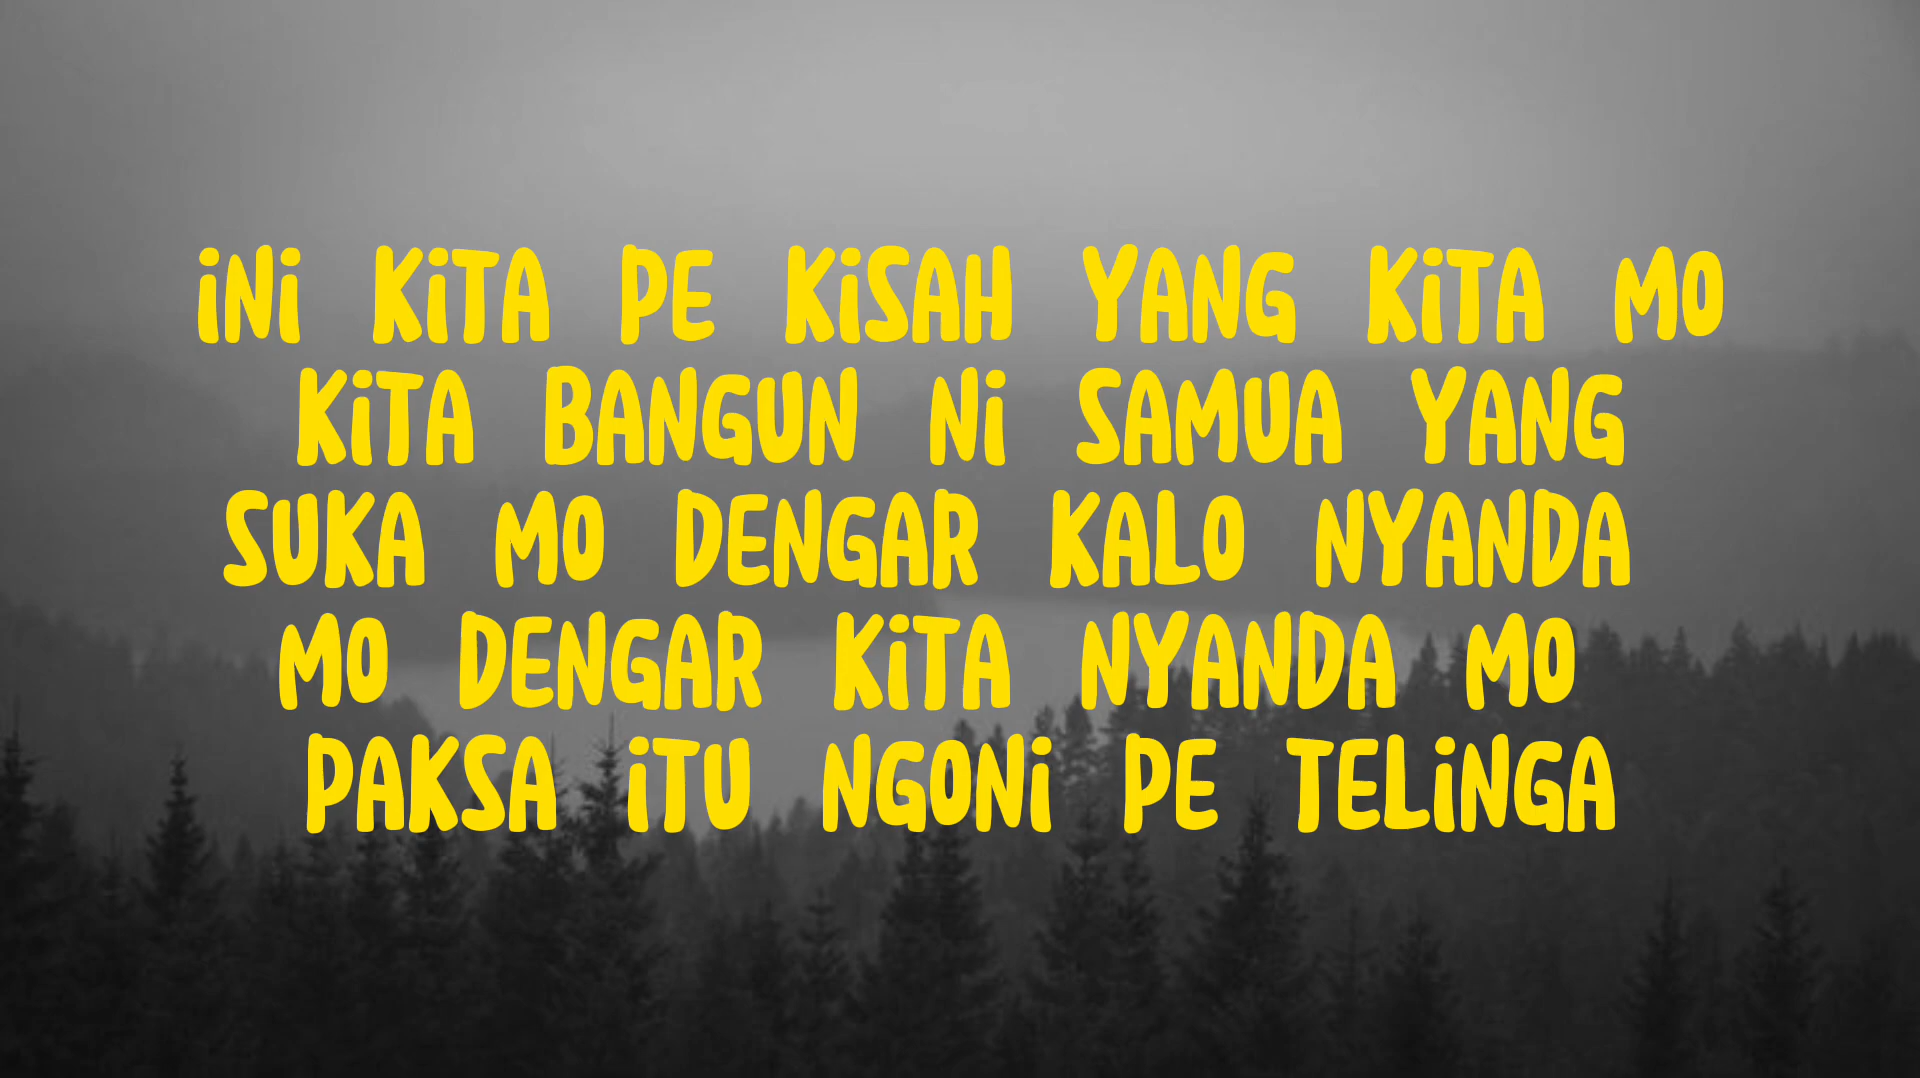 iNi KiTA PE KiSAH YANG KiTA MO
KiTA BANGUN Ni SAMUA YANG
SUKA MO DENGAR KALO NYANDA
MO DENGAR KiTA NYANDA MO
PAKSA iTU NGONi PE TELiNGA